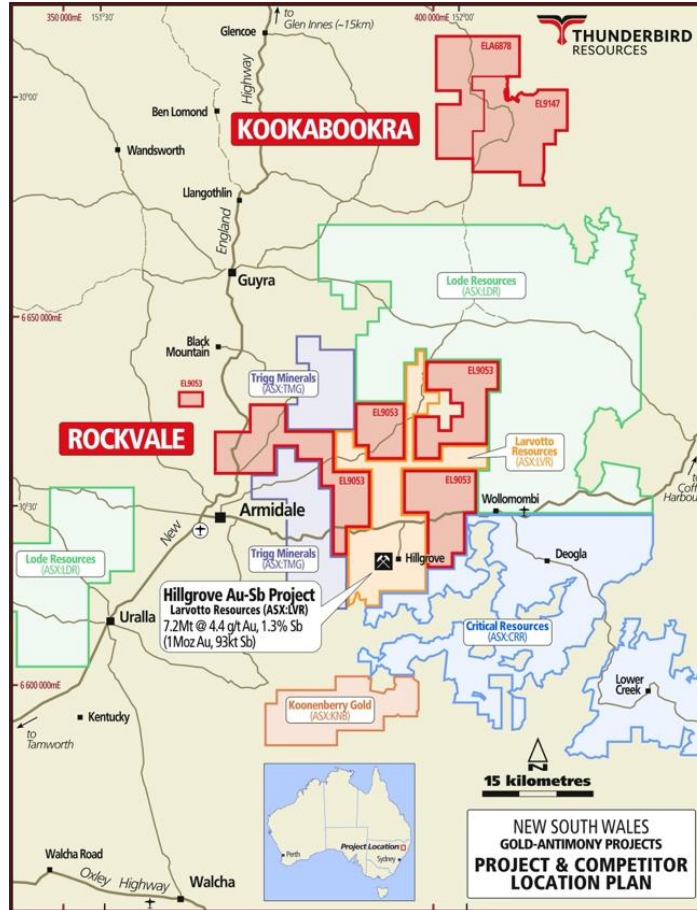 350 000mE
151°30'
to
Glen Innes (~15km)
400 000mE
152°00'
THUNDERBIRD
RESOURCES
Glencoe
ELA6878
30°00'
Ben Lomond
Highway
EL9147
KOOKABOOKRA
Wandsworth
Llangothlin
England
Guyra
Lode Resources
(ASX:LDR)
6 650 000mE
Black
Mountain
Trigg Minerals
(ASX:TMG)
EL9053
EL9053
EL9053
ROCKVALE
Larvotto
Resources
(ASX:LVR)
to
Coffs
Harbour
EL9053
EL9053
30°30'
Wollomombi
Armidale
New
Lode Resources
(ASX:LDR)
Trigg Minerals
(ASX:TMG)
Hillgrove
Deogla
Hillgrove Au-Sb Project
Larvotto Resources (ASX:LVR)
7.2Mt @ 4.4 g/t Au, 1.3% Sb
(1Moz Au, 93kt Sb)
Uralla
Critical Resources
(ASX:CRR)
6 600 000mE
Lower
Creek
Koonenberry Gold
(ASX:KNB)
Kentucky
to
Tamworth
N
15 kilometres
Project Location
Perth
Sydney
NEW SOUTH WALES
GOLD-ANTIMONY PROJECTS
PROJECT & COMPETITOR
LOCATION PLAN
Walcha Road
Oxley Highway
Walcha